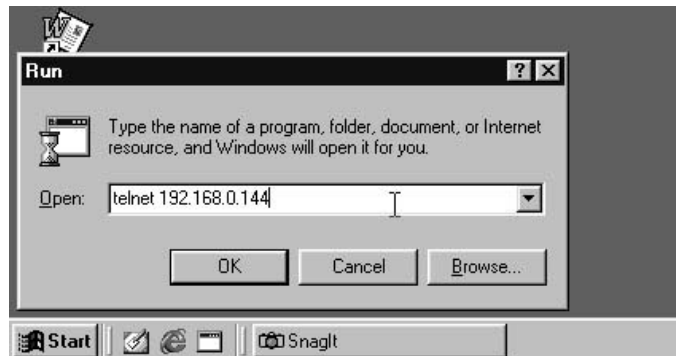 W
Run
Type the name of a program, folder, document, or Internet
resource, and Windows will open it for you.
Open: telnet 192.168.0.144
OK Cancel Browse...
Start SnagIt